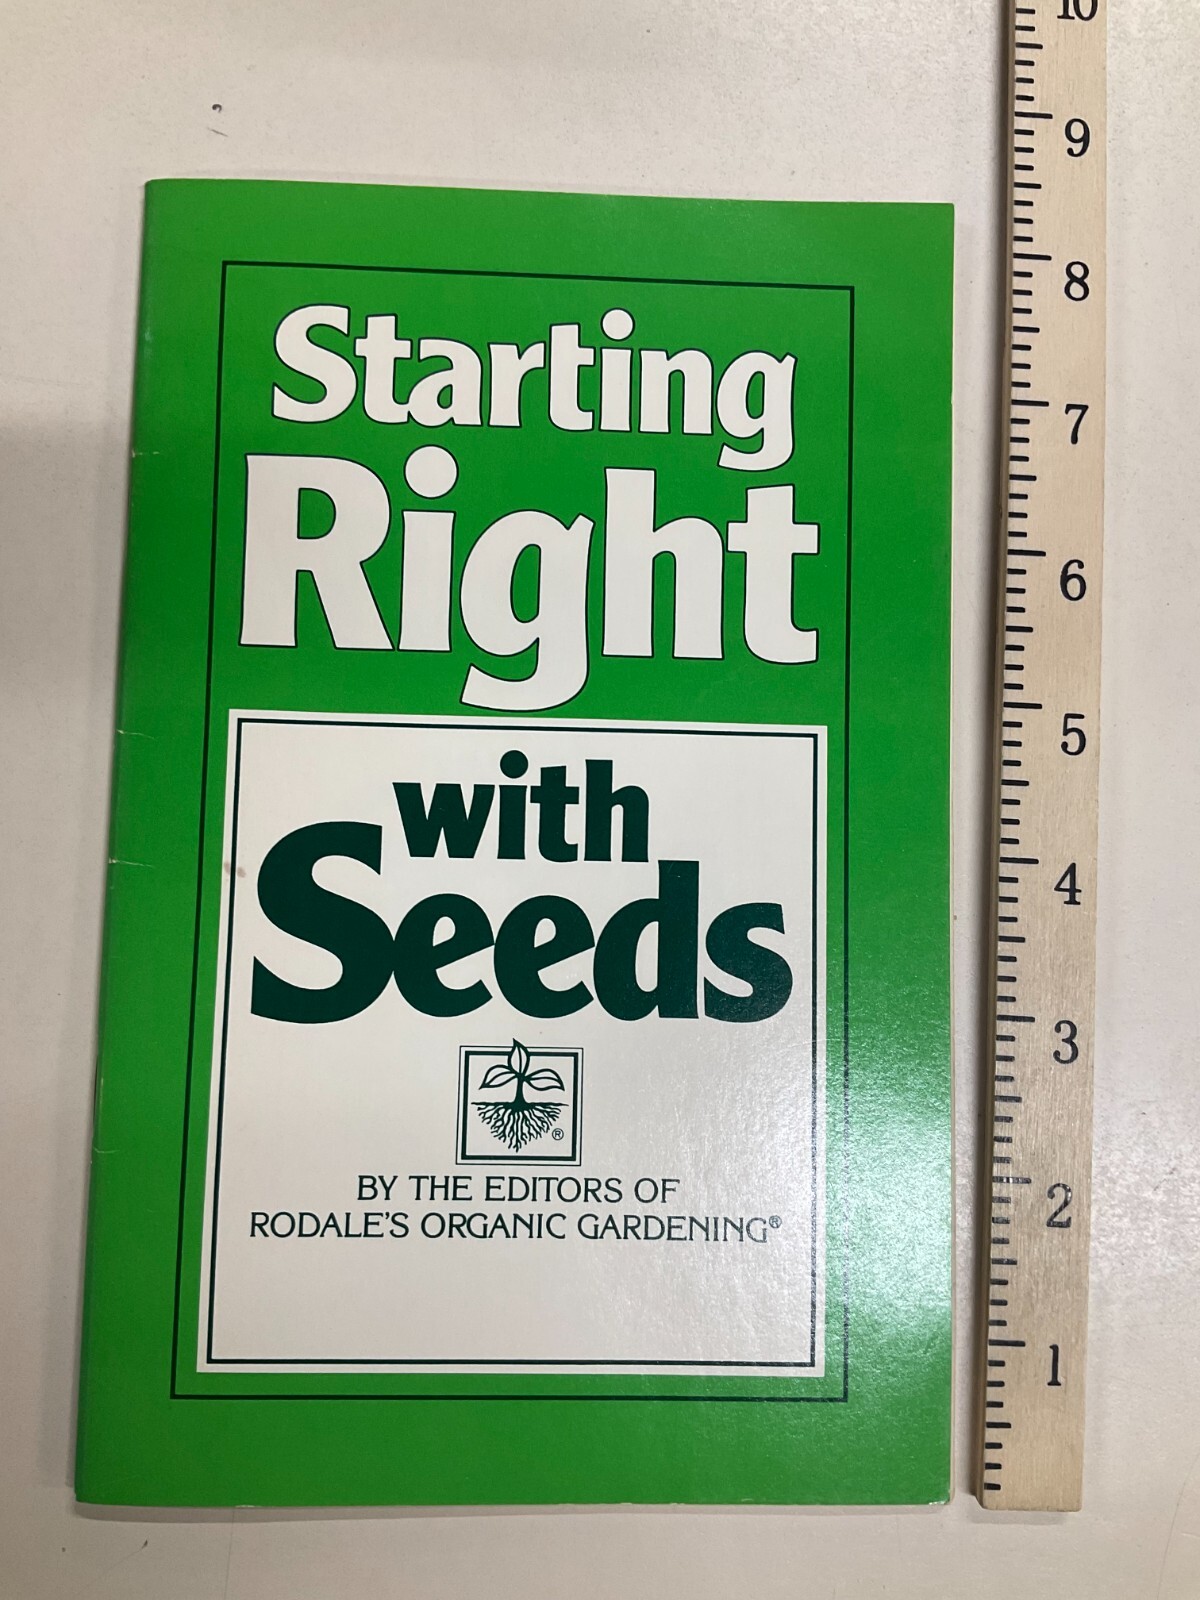 Starting
Right
with
Seeds
®
BY THE EDITORS OF
RODALE'S ORGANIC GARDENING®
10
9
8
7
6
5
4
3
2
1